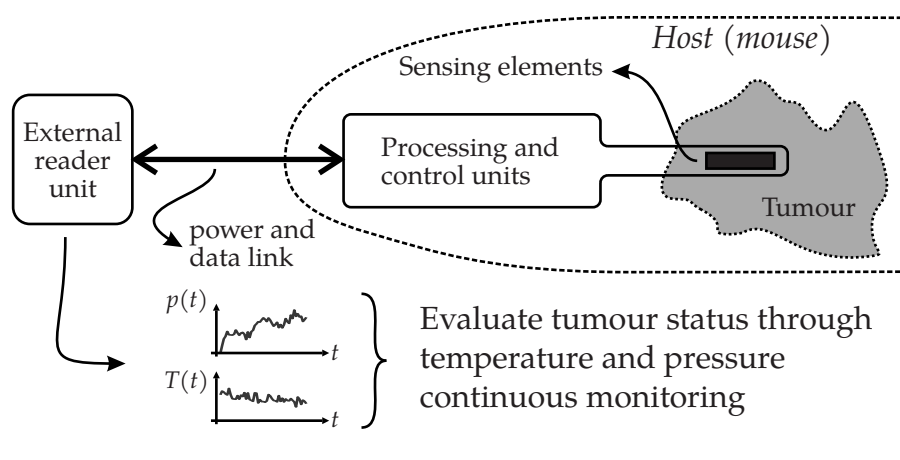 Host (mouse)
Sensing elements
External
reader
unit
Processing and
control units
Tumour
power and
data link
p(t)
t
T(t)
t
Evaluate tumour status through
temperature and pressure
continuous monitoring